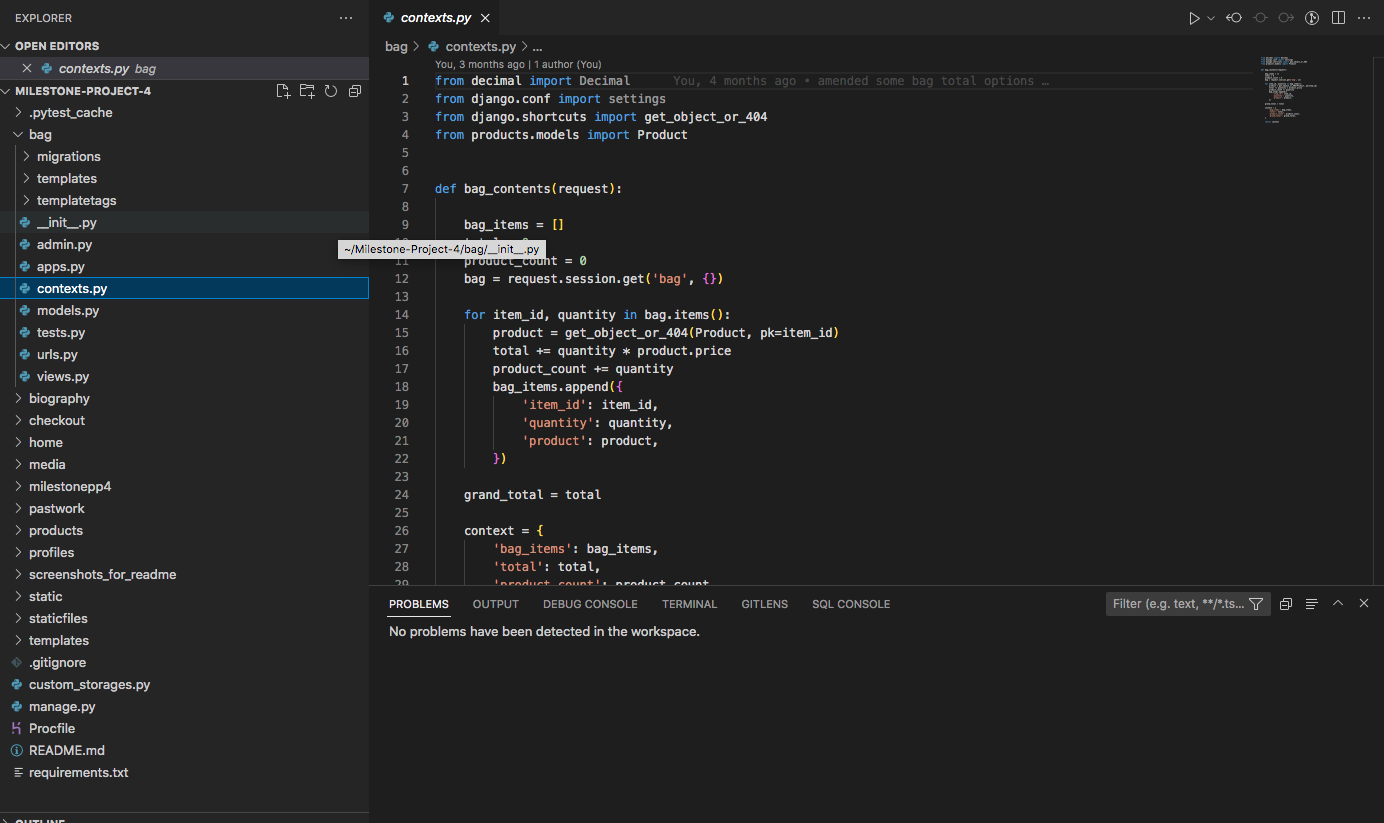 EXPLORER
OPEN EDITORS
contexts.py bag
MILESTONE-PROJECT-4
.pytest_cache
bag
migrations
templates
templatetags
__init__.py
admin.py
apps.py
contexts.py
models.py
tests.py
urls.py
views.py
biography
checkout
home
media
milestonepp4
pastwork
products
profiles
screenshots_for_readme
static
staticfiles
templates
.gitignore
custom_storages.py
manage.py
Procfile
README.md
requirements.txt
OUTLINE
contexts.py
bag > contexts.py > ...
You, 3 months ago | 1 author (You)
1 from decimal import Decimal You, 4 months ago • amended some bag total options …
2 from django.conf import settings
3 from django.shortcuts import get_object_or_404
4 from products.models import Product
5
6
7 def bag_contents(request):
8
9 bag_items = []
~/Milestone-Project-4/bag/__init__.py
11 product_count = 0
12 bag = request.session.get('bag', {})
13
14 for item_id, quantity in bag.items():
15 product = get_object_or_404(Product, pk=item_id)
16 total += quantity * product.price
17 product_count += quantity
18 bag_items.append({
19 'item_id': item_id,
20 'quantity': quantity,
21 'product': product,
22 })
23
24 grand_total = total
25
26 context = {
27 'bag_items': bag_items,
28 'total': total,
29 'product_count': product_count
PROBLEMS OUTPUT DEBUG CONSOLE TERMINAL GITLENS SQL CONSOLE
Filter (e.g. text, **/*.ts...
No problems have been detected in the workspace.